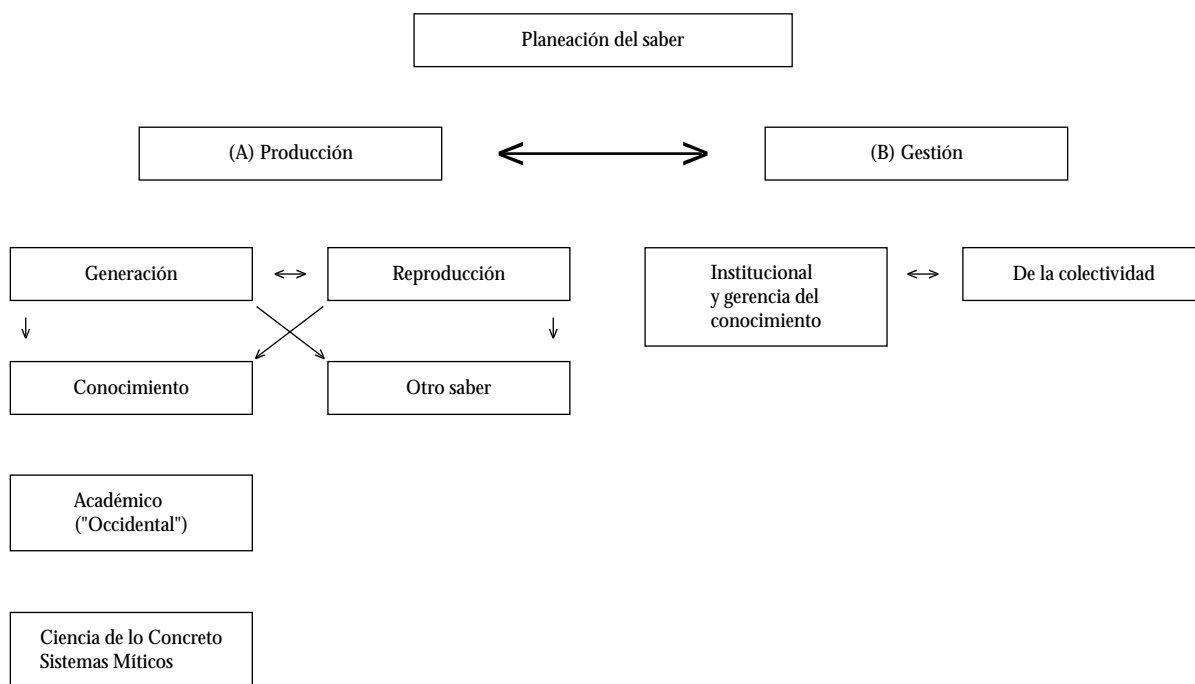 Planeación del saber
(A) Producción
(B) Gestión
Generación
Reproducción
Institucional
y gerencia del
conocimiento
De la colectividad
Conocimiento
Otro saber
Académico
("Occidental")
Ciencia de lo Concreto
Sistemas Míticos